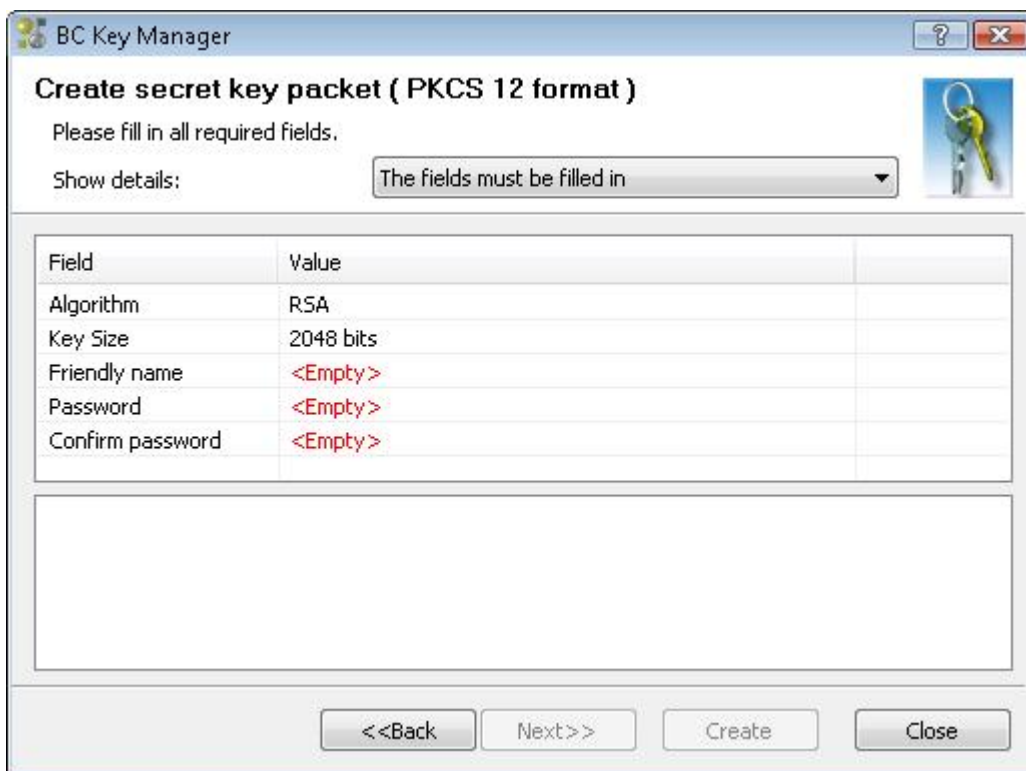 BC Key Manager
Create secret key packet ( PKCS 12 format )
Please fill in all required fields.
Show details: The fields must be filled in
Field Value
Algorithm RSA
Key Size 2048 bits
Friendly name <Empty>
Password <Empty>
Confirm password <Empty>
<<Back Next>> Create Close